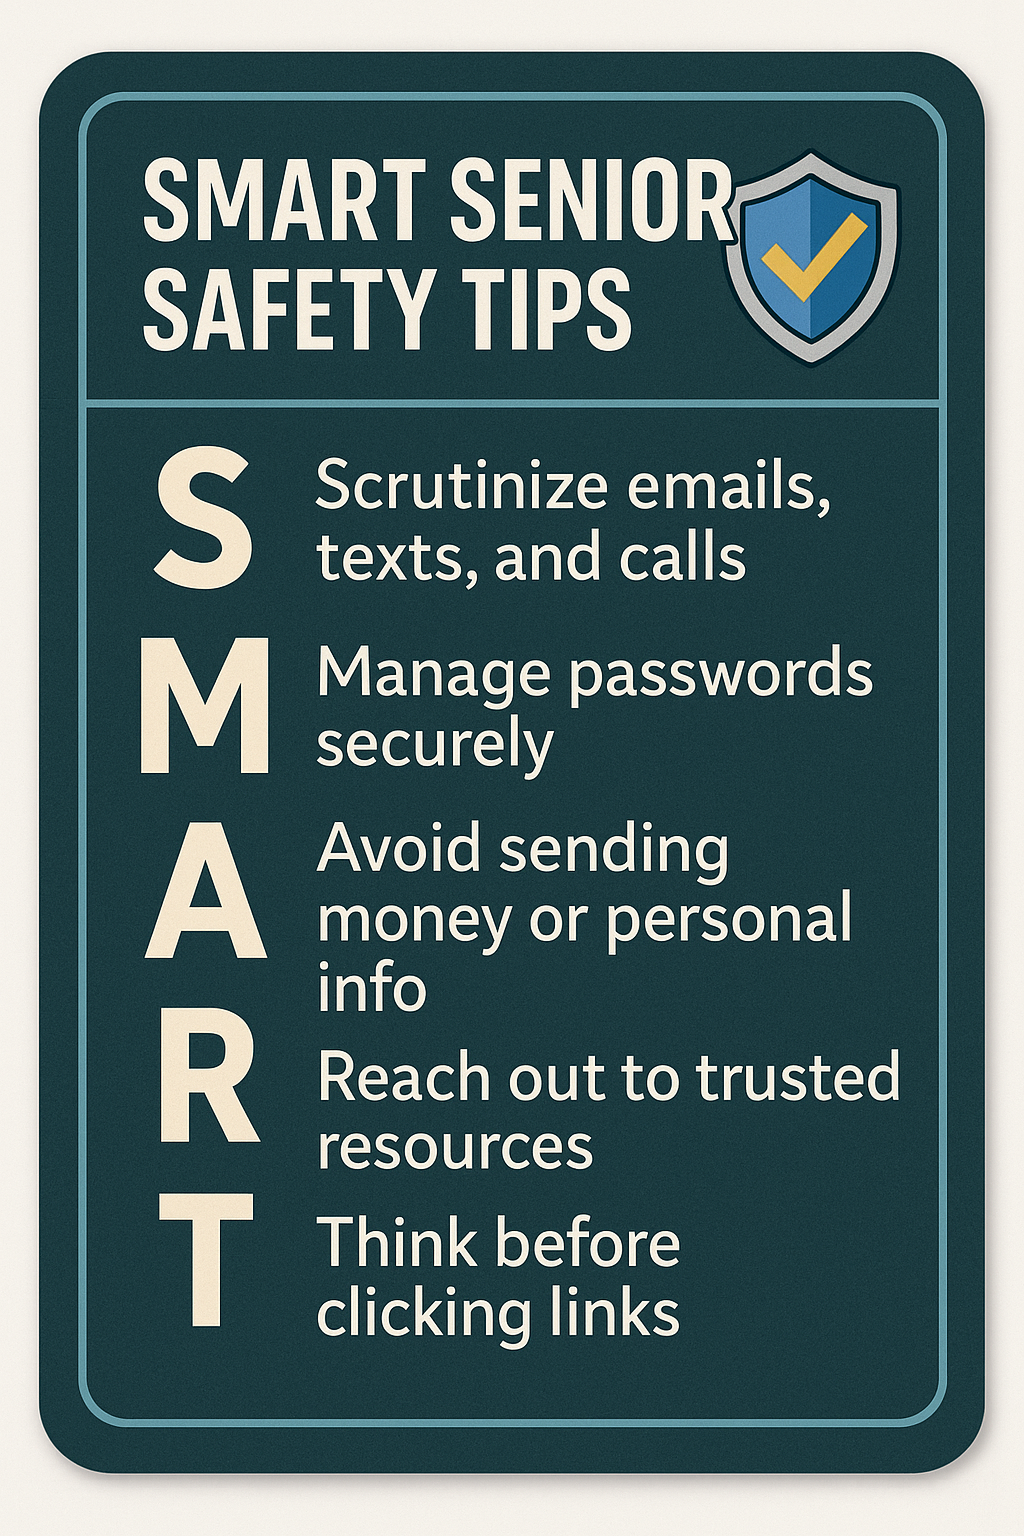 SMART SENIOR
SAFETY TIPS
S
Scrutinize emails,
texts, and calls
M
Manage passwords
securely
A
Avoid sending
money or personal
info
R
Reach out to trusted
resources
T
Think before
clicking links